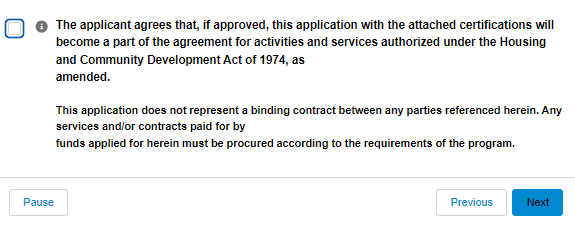 The applicant agrees that, if approved, this application with the attached certifications will
become a part of the agreement for activities and services authorized under the Housing
and Community Development Act of 1974, as
amended.
This application does not represent a binding contract between any parties referenced herein. Any
services and/or contracts paid for by
funds applied for herein must be procured according to the requirements of the program.
Pause
Previous
Next